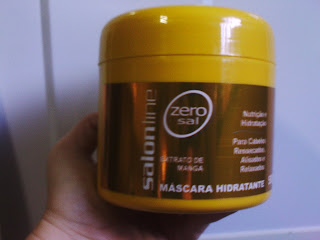 salonline
zero
sal
EXTRATO DE
MANGA
MÁSCARA HIDRATANTE
Nutrição e
Hidratação
Para Cabelos
Ressecados,
Alisados e
Relaxados